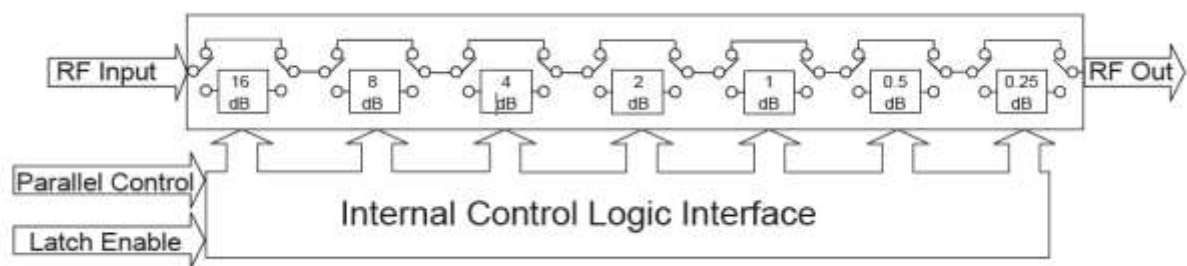 RF Input
16
dB
8
dB
4
dB
2
dB
1
dB
0.5
dB
0.25
dB
RF Out
Parallel Control
Internal Control Logic Interface
Latch Enable